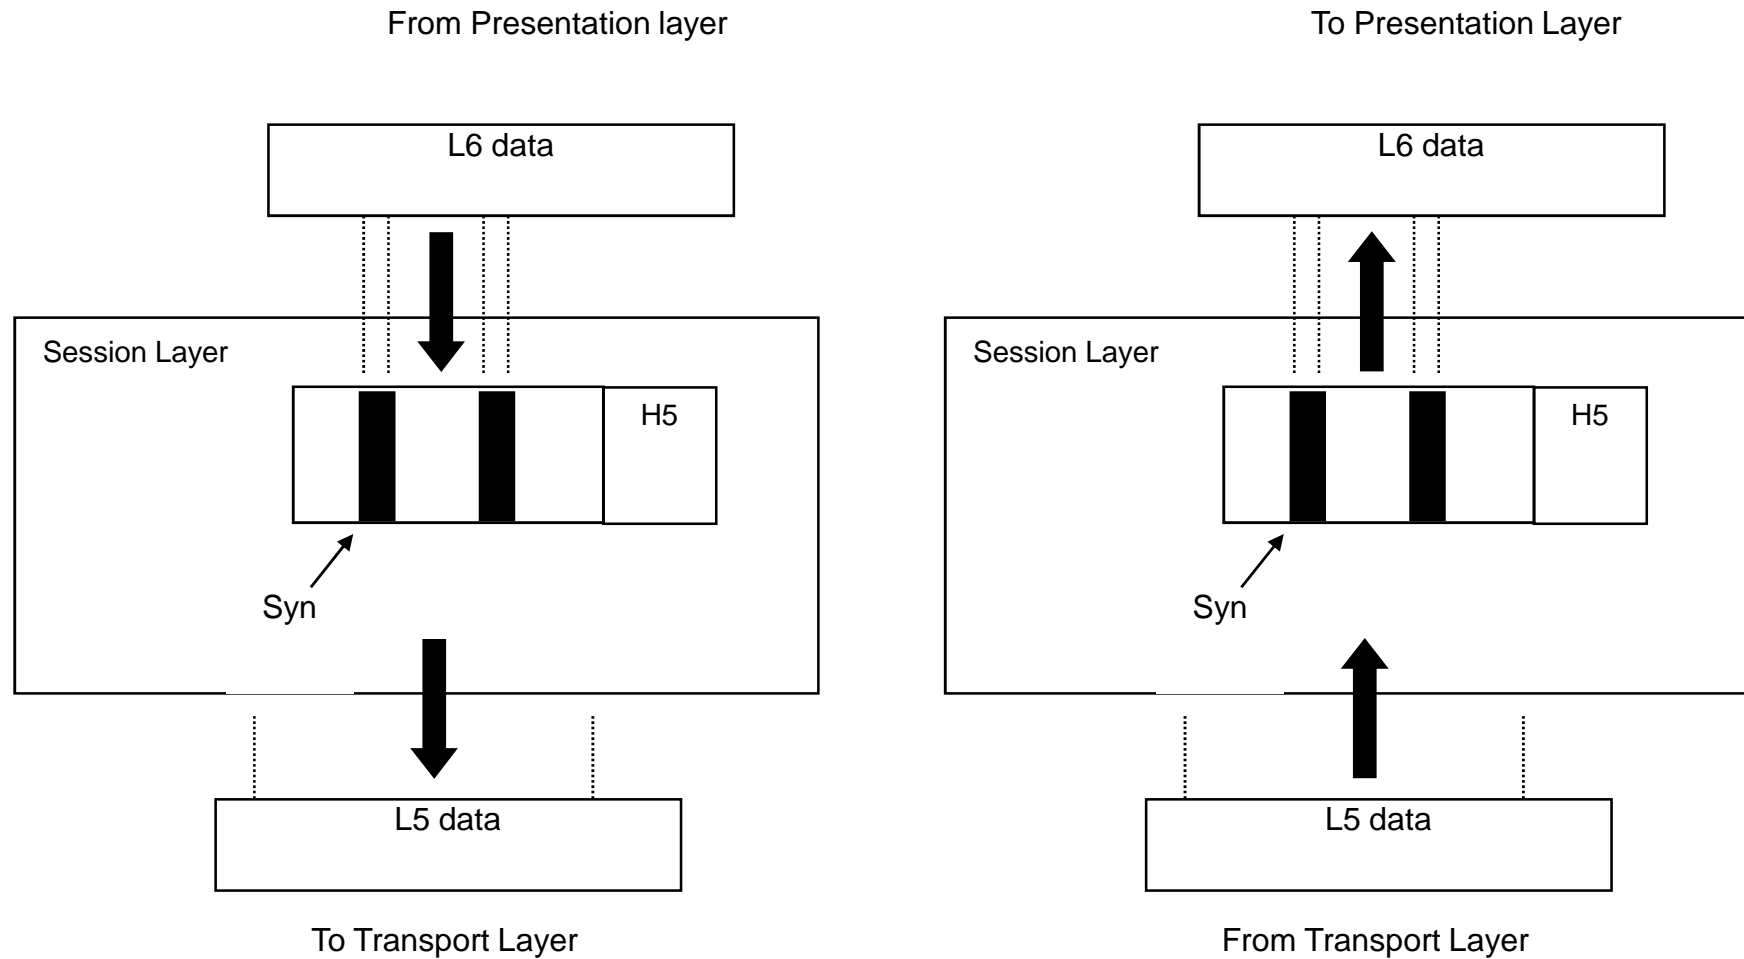 From Presentation layer
L6 data
Session Layer
H5
Syn
L5 data
To Transport Layer
To Presentation Layer
L6 data
Session Layer
H5
Syn
L5 data
From Transport Layer